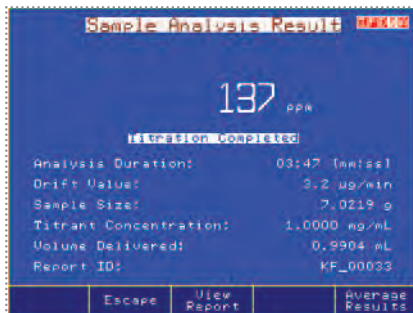 Sample Analysis Result
137 ppm
Titration Completed
Analysis Duration: 03:47 [mm:ss]
Drift Value: 3.2 µg/min
Sample Size: 7.0219 g
Titrant Concentration: 1.0000 mg/mL
Volume Delivered: 0.9904 mL
Report ID: KF_00033
Escape View Report Average Results